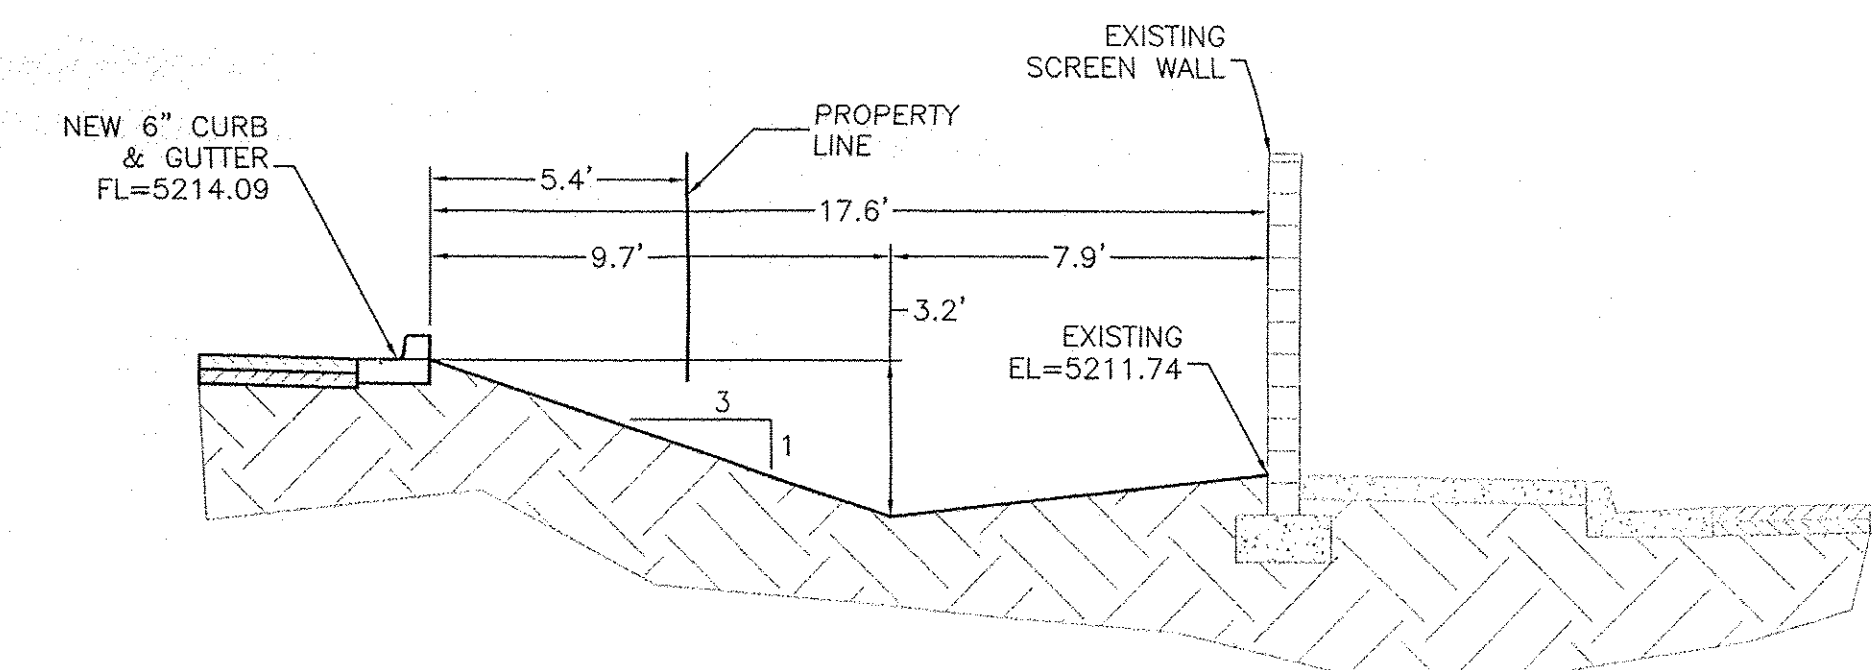 EXISTING
SCREEN WALL
PROPERTY
LINE
NEW 6" CURB
& GUTTER
FL=5214.09
5.4'
17.6'
9.7'
7.9'
3.2'
EXISTING
EL=5211.74
3
1